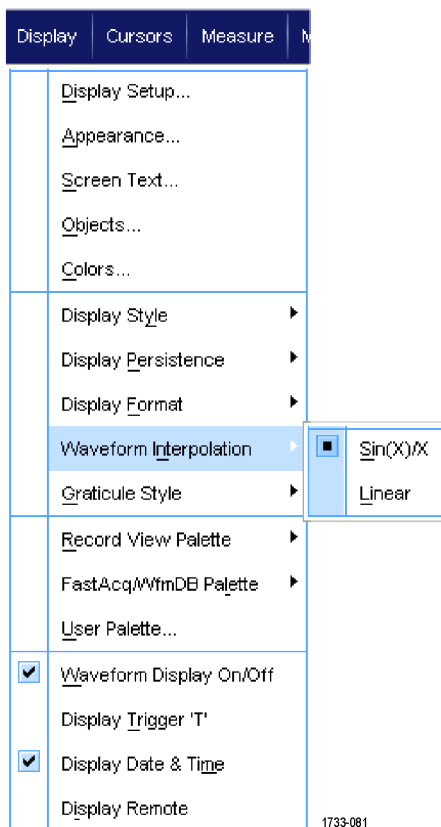 Display Cursors Measure
Display Setup...
Appearance...
Screen Text...
Objects...
Colors...
Display Style
Display Persistence
Display Format
Waveform Interpolation
Sin(X)/X
Graticule Style
Linear
Record View Palette
FastAcq/WfmDB Palette
User Palette...
Waveform Display On/Off
Display Trigger 'T'
Display Date & Time
Display Remote
1733-081